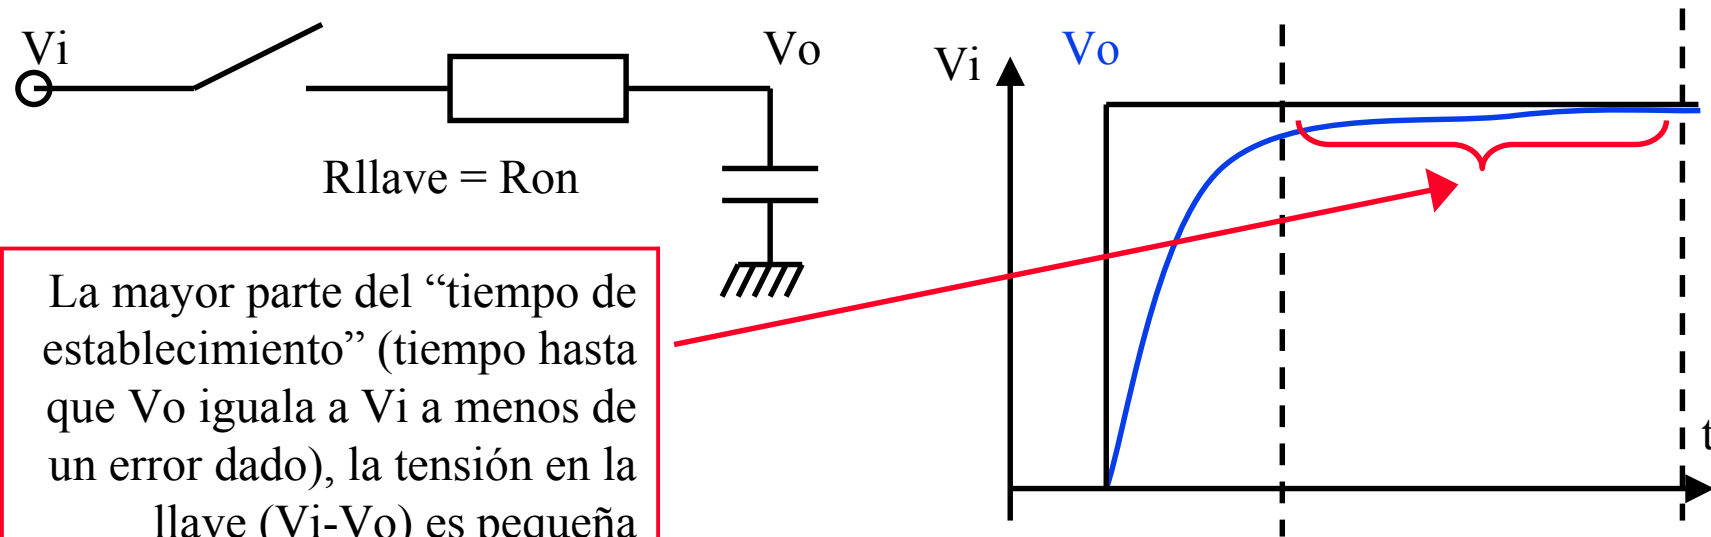 Vi
Vo
Rllave = Ron
Vi
Vo
t
La mayor parte del “tiempo de
establecimiento” (tiempo hasta
que Vo iguala a Vi a menos de
un error dado), la tensión en la
llave (Vi-Vo) es pequeña